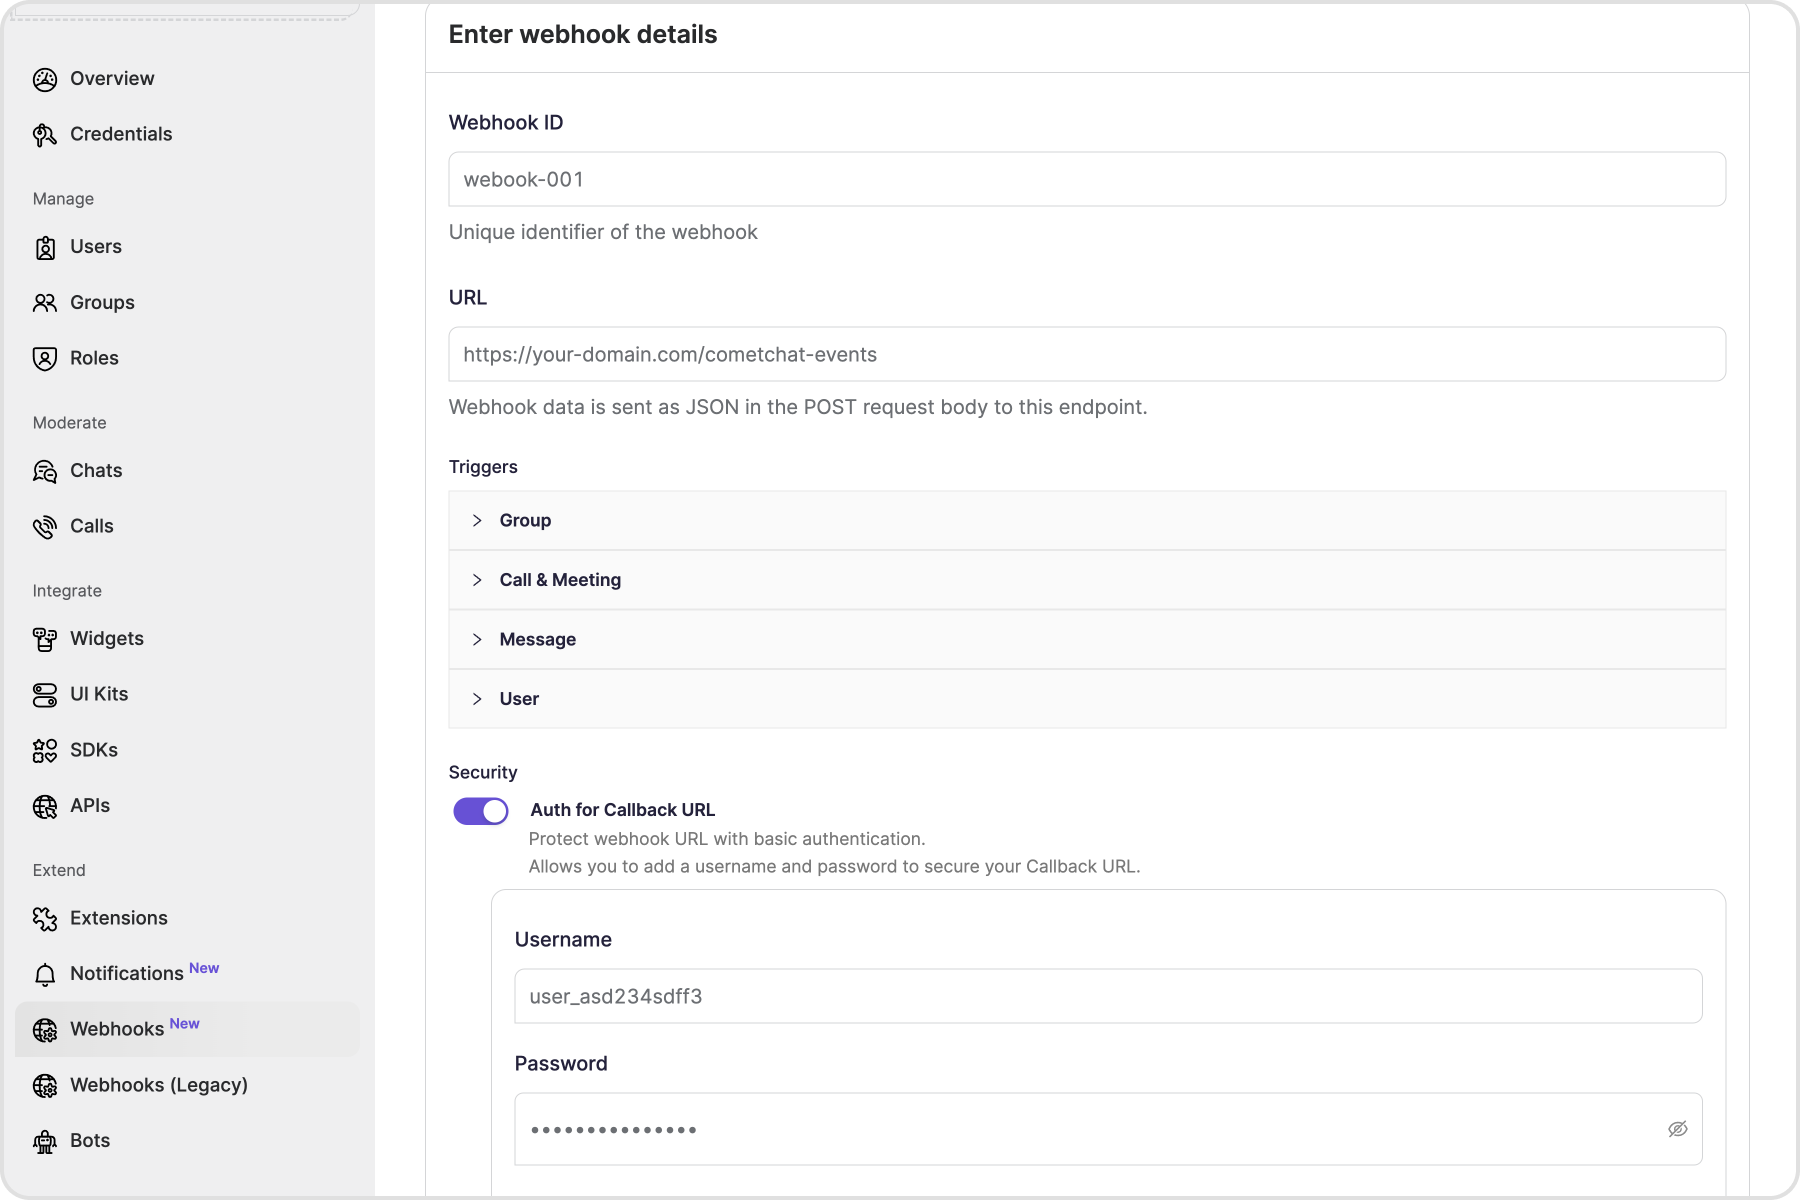 Overview
Credentials
Manage
Users
Groups
Roles
Moderate
Chats
Calls
Integrate
Widgets
UI Kits
SDKs
APIs
Extend
Extensions
Notifications New
Webhooks New
Webhooks (Legacy)
Bots
Enter webhook details
Webhook ID
webook-001
Unique identifier of the webhook
URL
https://your-domain.com/cometchat-events
Webhook data is sent as JSON in the POST request body to this endpoint.
Triggers
Group
Call & Meeting
Message
User
Security
Auth for Callback URL
Protect webhook URL with basic authentication.
Allows you to add a username and password to secure your Callback URL.
Username
user_asd234sdff3
Password
•••••••••••••••